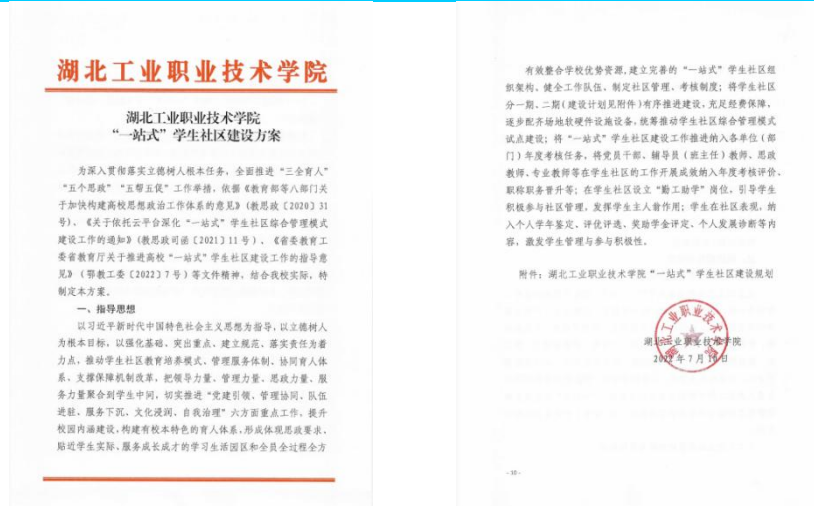 湖北工业职业技术学院
湖北工业职业技术学院
“一站式”学生社区建设方案
为深入贯彻落实立德树人根本任务，全面推进“三全育人”
“五个思政”“五帮五促”工作举措，依据《教育部等八部门关
于加快构建高校思想政治工作体系的意见》（教思政〔2020〕31
号）、《关于依托云平台深化“一站式”学生社区综合管理模式
建设工作的通知》（教思政司函〔2021〕11号）、《省委教育工
委省教育厅关于推进高校“一站式”学生社区建设工作的指导意
见》（鄂教工委〔2022〕7号）等文件精神，结合我校实际，特
制定本方案。
一、指导思想
以习近平新时代中国特色社会主义思想为指导，以立德树人
为根本目标，以强化基础、突出重点、建立规范、落实责任为着
力点，推动学生社区教育培养模式、管理服务体制、协同育人体
系、支撑保障机制改革，把领导力量、管理力量、思政力量、服
务力量聚合到学生中间，切实推进“党建引领、管理协同、队伍
进驻、服务下沉、文化浸润、自我治理”六方面重点工作，提升
校园内涵建设，构建有校本特色的育人体系，形成体现思政要求、
贴近学生实际、服务成长成才的学习生活园区和全员全过程全方
有效整合学校优势资源，建立完善的“一站式”学生社区组
织架构、健全工作队伍、制定社区管理、考核制度；将学生社区
分一期、二期（建设计划见附件）有序推进建设，充足经费保障，
逐步配齐场地软硬件设施设备，统筹推动学生社区综合管理模式
试点建设；将“一站式”学生社区建设工作推进纳入各单位（部
门）年度考核任务，将党员干部、辅导员（班主任）教师、思政
教师、专业教师等在学生社区的工作开展成效纳入年度考核评价、
职称职务晋升等；在学生社区设立“勤工助学”岗位，引导学生
积极参与社区管理，发挥学生主人翁作用；学生在社区表现，纳
入个人学年鉴定、评优评选、奖助学金评定、个人发展诊断等内
容，激发学生管理与参与积极性。
附件：湖北工业职业技术学院“一站式”学生社区建设规划
湖北工业职业技术学院
2022年7月10日
- 10 -